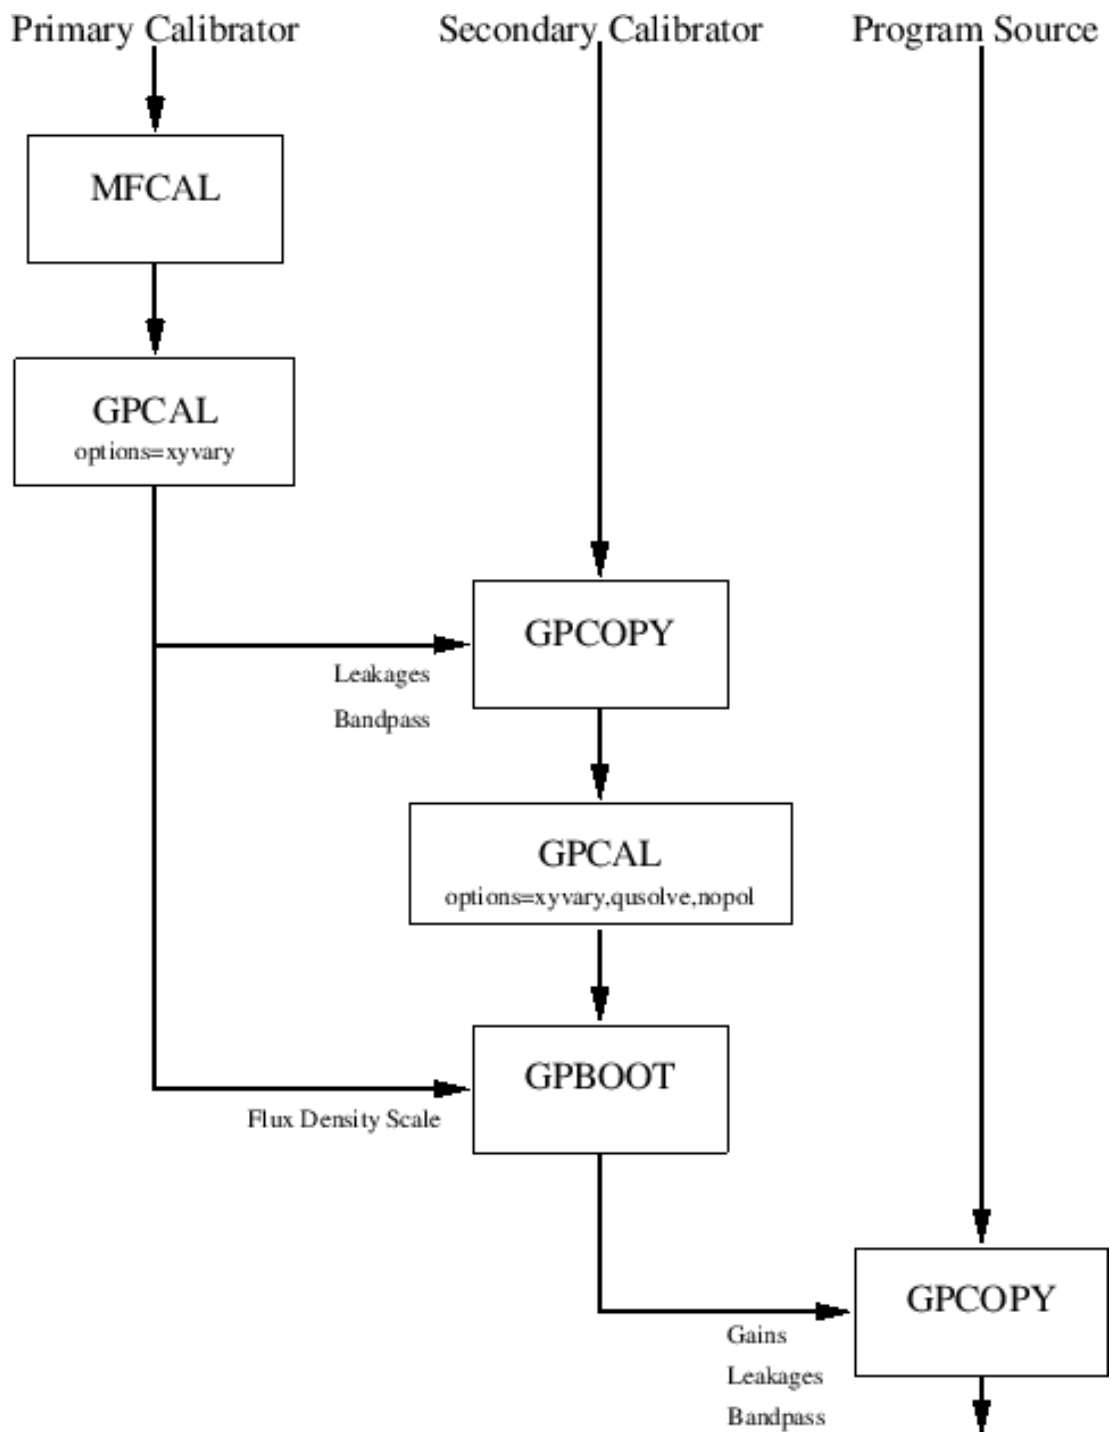 Primary Calibrator
Secondary Calibrator
Program Source
MFCAL
GPCAL
options=xyvary
GPCOPY
Leakages
Bandpass
GPCAL
options=xyvary,qusolve,nopol
GPBOOT
Flux Density Scale
GPCOPY
Gains
Leakages
Bandpass